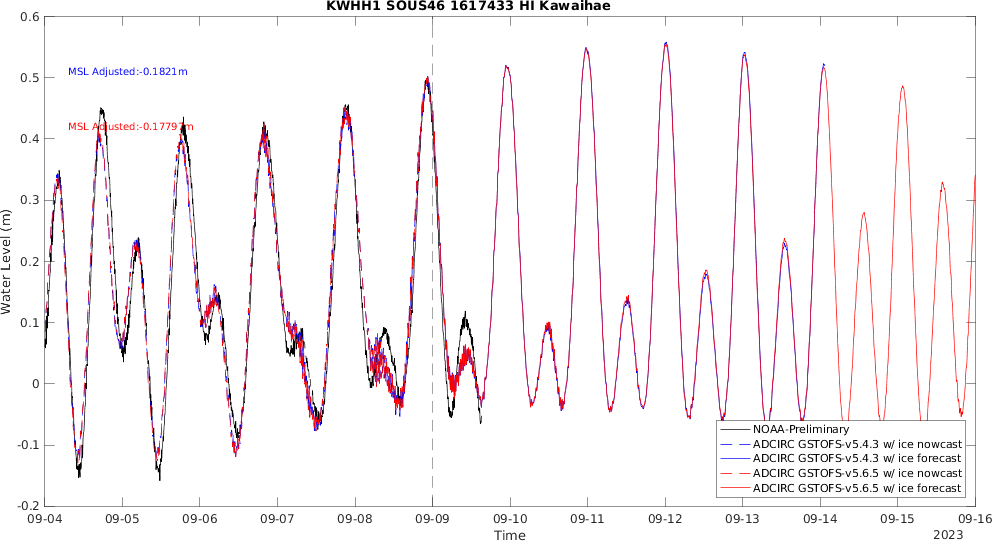 KWHH1 SOUS46 1617433 HI Kawaihae
0.6
0.5
0.4
0.3
0.2
0.1
0
-0.1
-0.2
Water Level (m)
MSL Adjusted:-0.1821m
MSL Adjusted:-0.17797m
NOAA-Preliminary
ADCIRC GSTOFS-v5.4.3 w/ ice nowcast
ADCIRC GSTOFS-v5.4.3 w/ ice forecast
ADCIRC GSTOFS-v5.6.5 w/ ice nowcast
ADCIRC GSTOFS-v5.6.5 w/ ice forecast
09-04 09-05 09-06 09-07 09-08 09-09 09-10 09-11 09-12 09-13 09-14 09-15 09-16
Time
2023